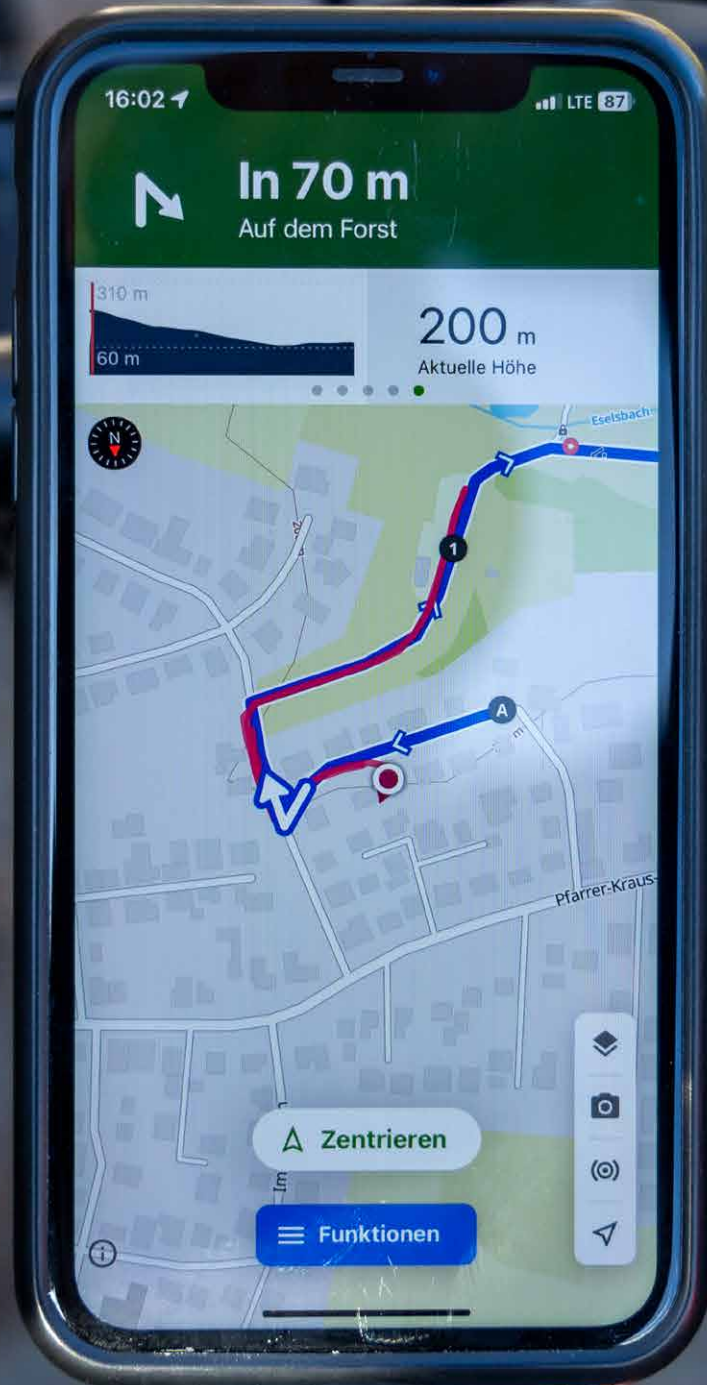 16:02
LTE 87
In 70 m
Auf dem Forst
310 m
60 m
200 m
Aktuelle Höhe
N
Eselsbach
1
A
Pfarrer-Kraus-
Zentrieren
Im
Funktionen